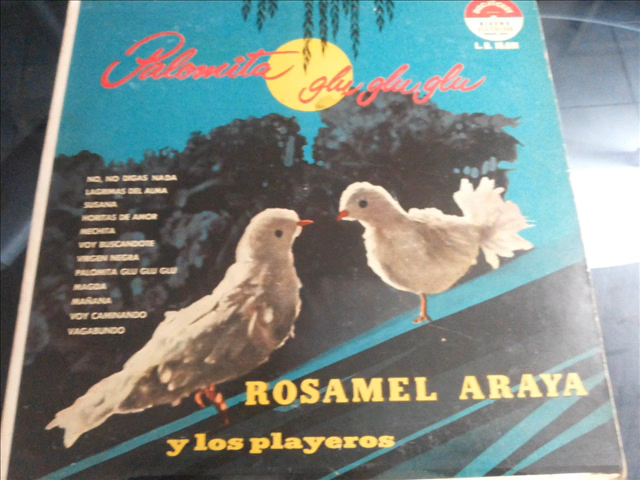 Palomita glu glu glu
NO, NO DIGAS NADA
LAGRIMAS DEL ALMA
SUSANA
HORITAS DE AMOR
MECHITA
VOY BUSCANDOTE
VIRGEN NEGRA
PALOMITA GLU GLU GLU
MAGDA
MAÑANA
VOY CAMINANDO
VAGABUNDO
ROSAMEL ARAYA
y los playeros